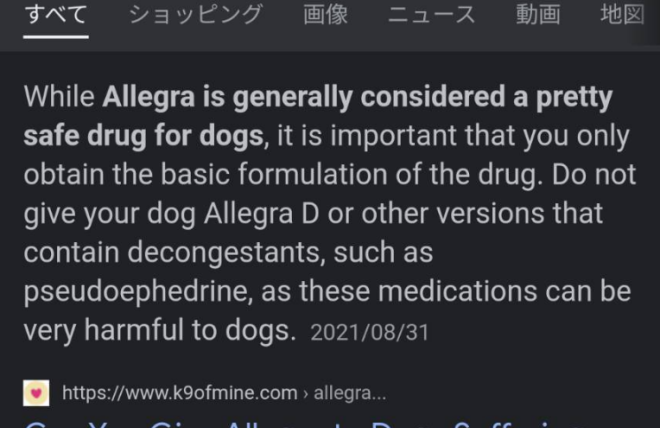 すべて ショッピング 画像 ニュース 動画 地図
While Allegra is generally considered a pretty
safe drug for dogs, it is important that you only
obtain the basic formulation of the drug. Do not
give your dog Allegra D or other versions that
contain decongestants, such as
pseudoephedrine, as these medications can be
very harmful to dogs. 2021/08/31
https://www.k9ofmine.com › allegra...